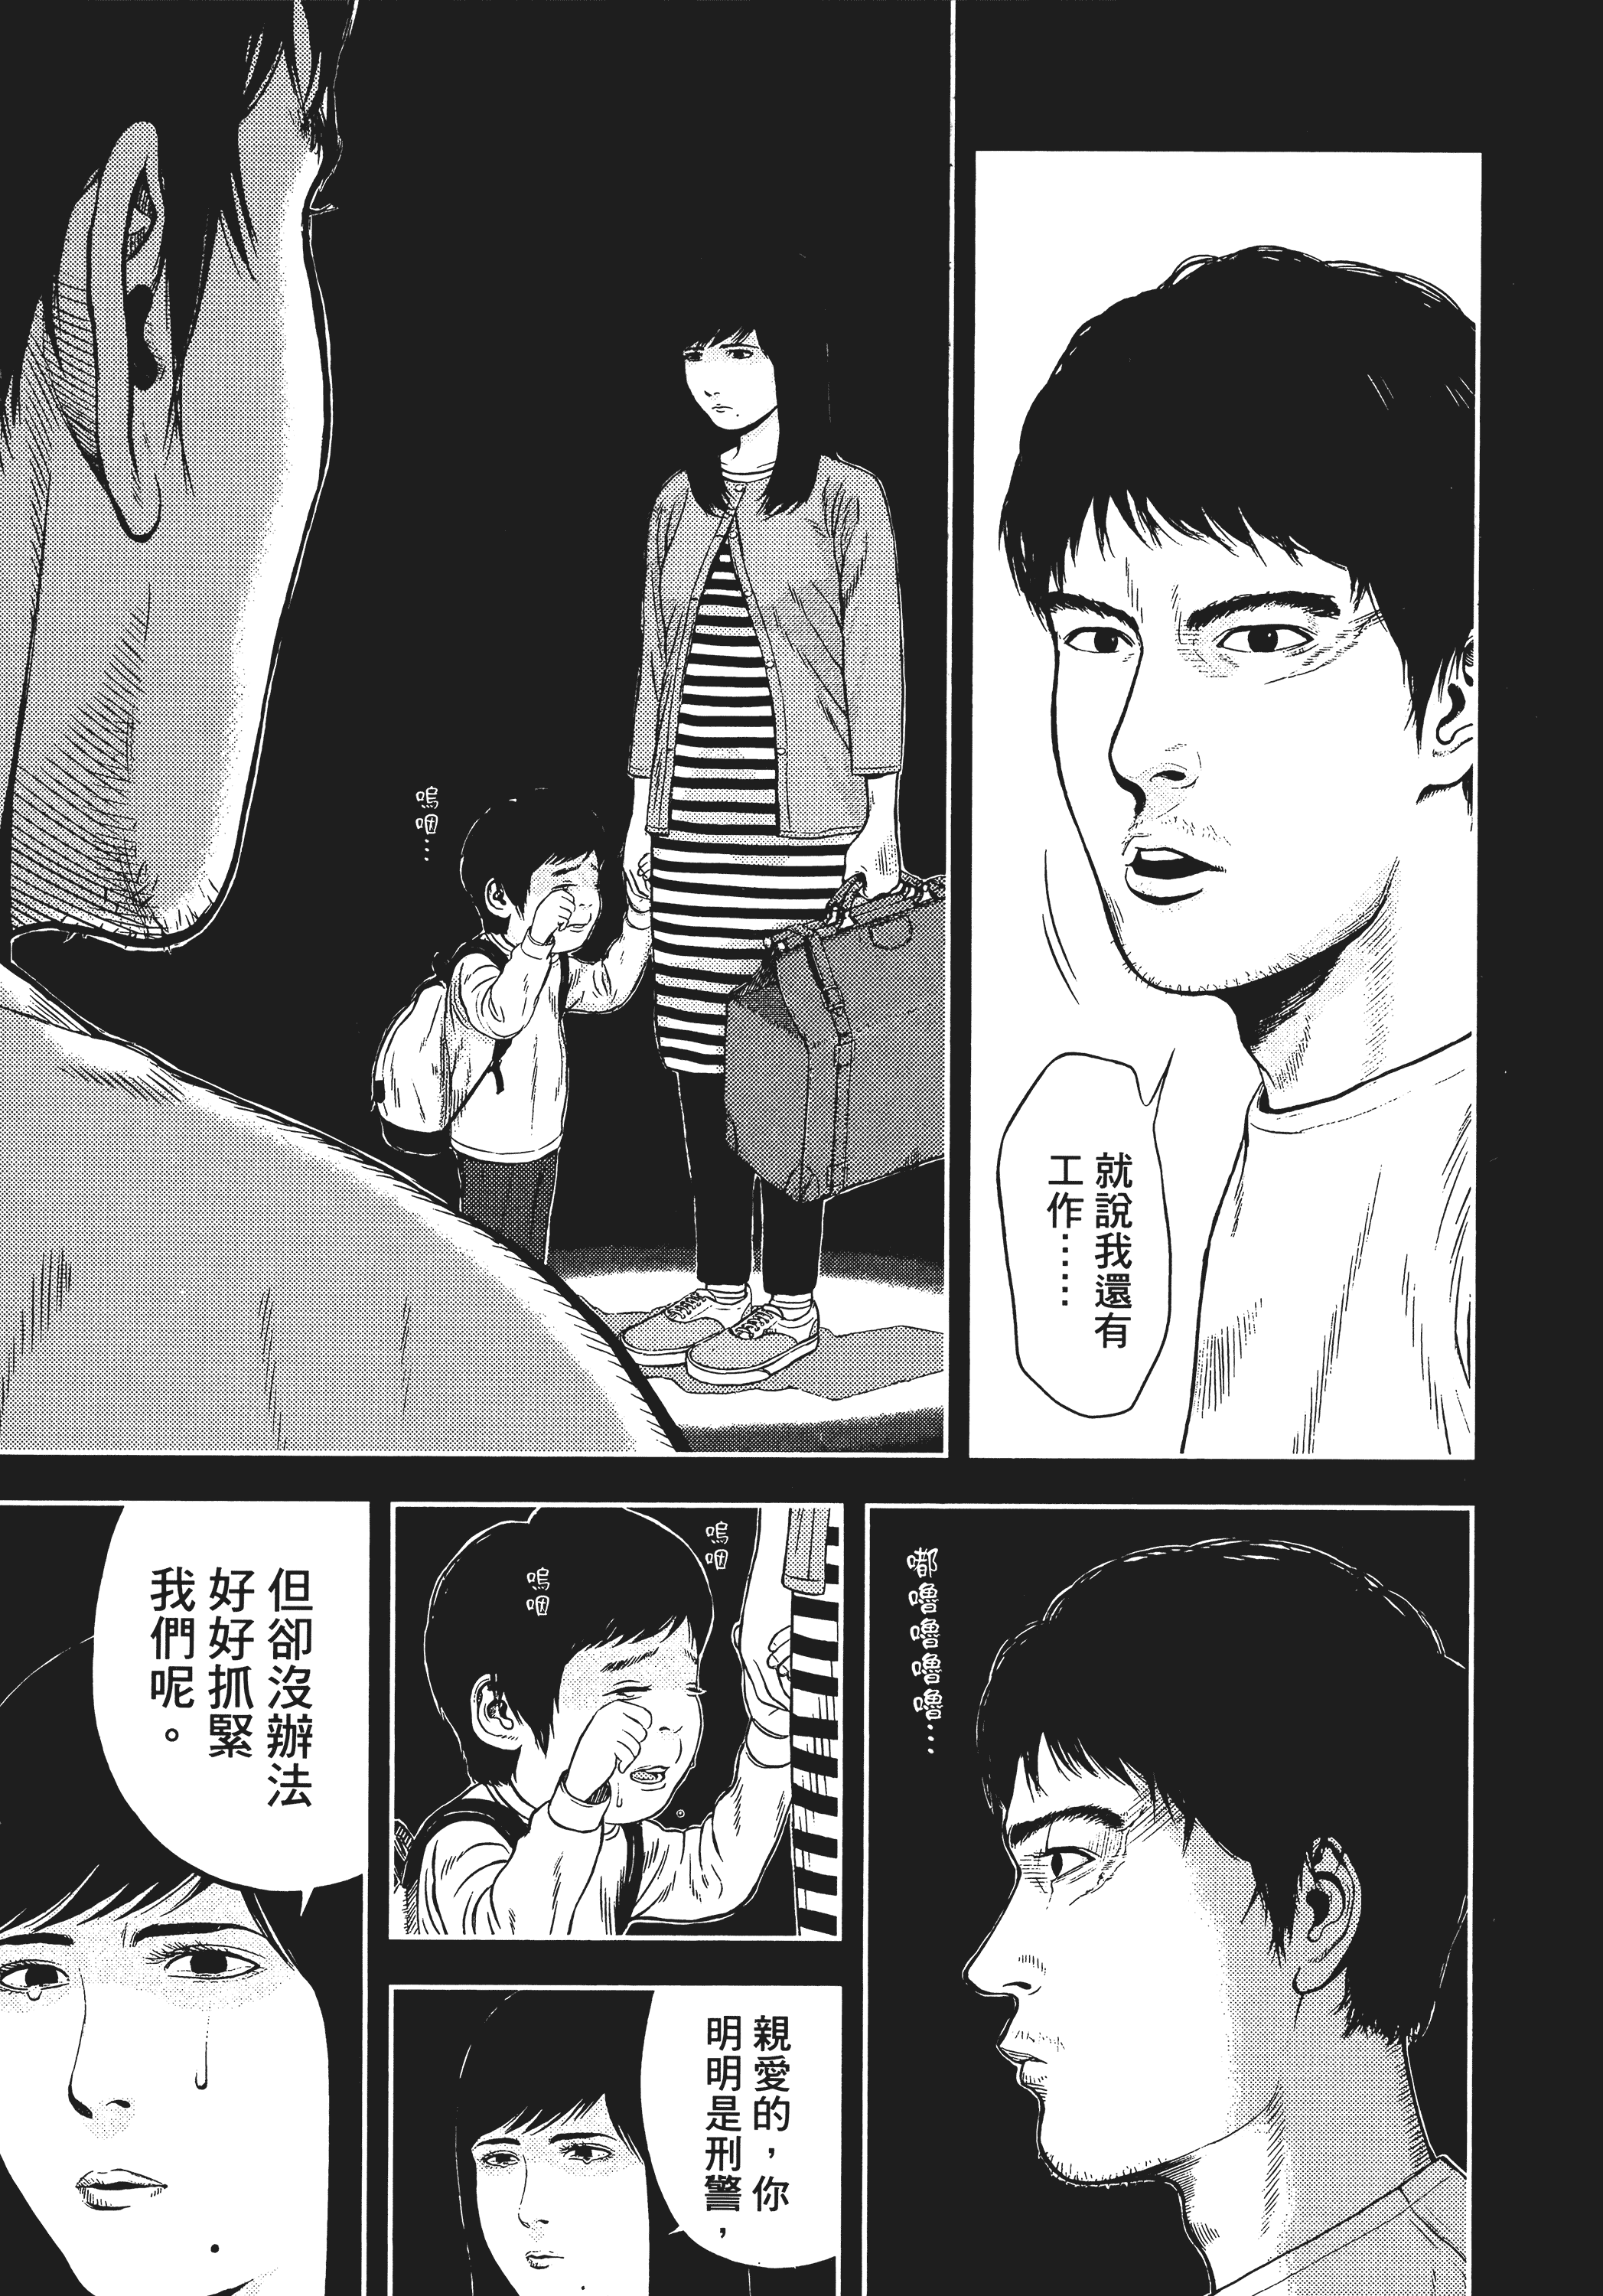 就說我還有
工作⋯⋯
嗚咽⋯
嘟嚕嚕嚕嚕⋯
嗚咽
嗚咽
親愛的，你
明明是刑警，
但卻沒辦法
好好抓緊
我們呢。